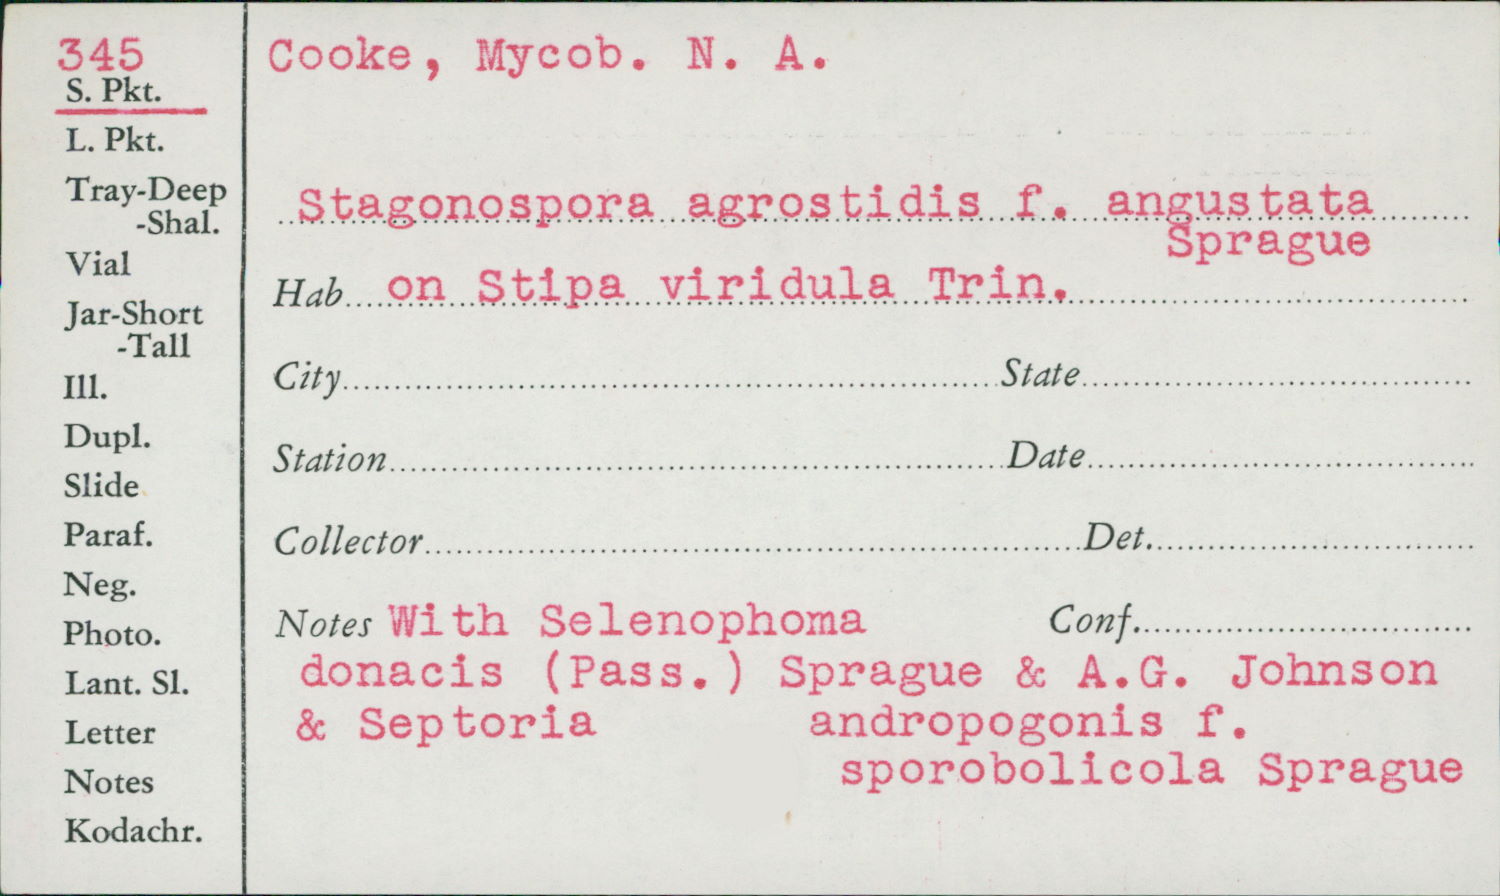 345
S. Pkt.
L. Pkt.
Tray-Deep
-Shal.
Vial
Jar-Short
-Tall
Ill.
Dupl.
Slide
Paraf.
Neg.
Photo.
Lant. Sl.
Letter
Notes
Kodachr.
Cooke, Mycob. N. A.
Stagonospora agrostidis f. angustata
Sprague
Hab on Stipa viridula Trin.
City State
Station Date
Collector Det.
Notes With Selenophoma Conf.
donacis (Pass.) Sprague & A.G. Johnson
& Septoria andropogonis f.
sporobolicola Sprague